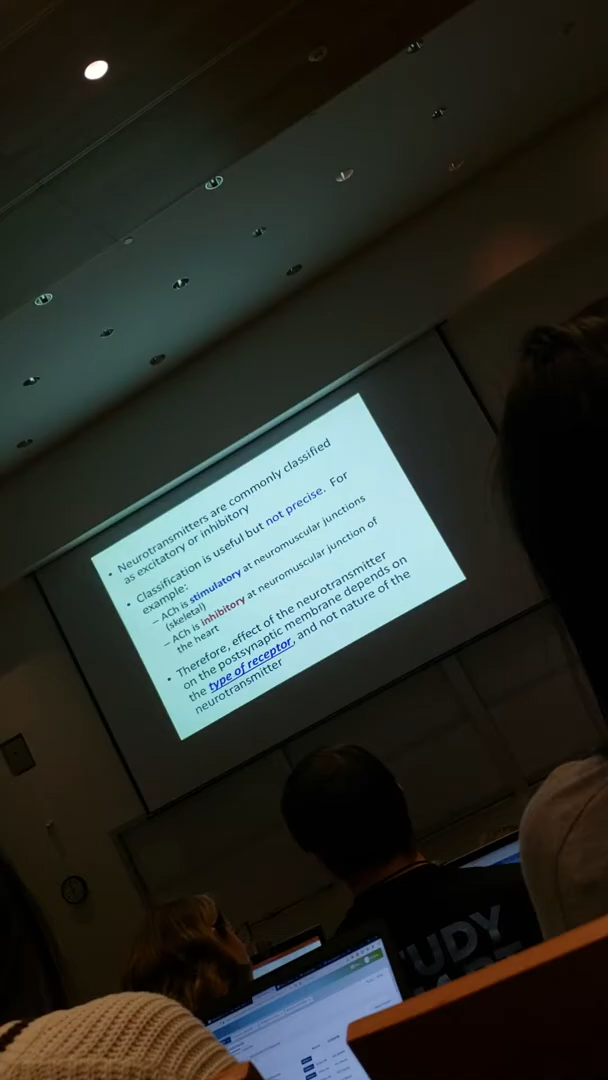 • Neurotransmitters are commonly classified
as excitatory or inhibitory
• Classification is useful but not precise. For
example:
– ACh is stimulatory at neuromuscular junctions
(skeletal)
– ACh is inhibitory at neuromuscular junction of
the heart
• Therefore, effect of the neurotransmitter
on the postsynaptic membrane depends on
the type of receptor, and not nature of the
neurotransmitter
UDY